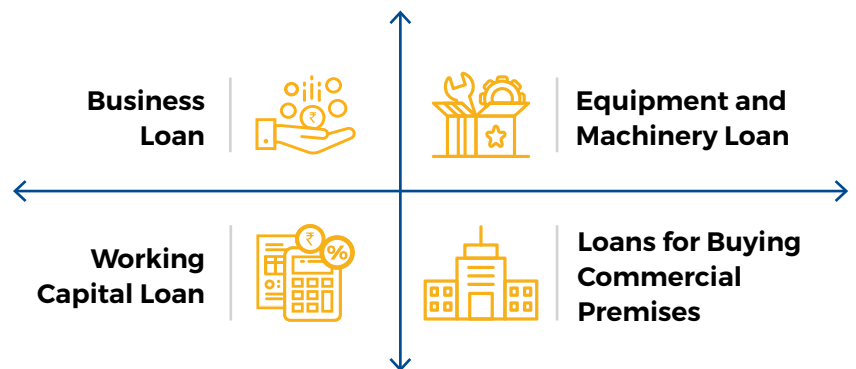 Business
Loan
₹
Equipment and
Machinery Loan
Working
Capital Loan
₹
%
Loans for Buying
Commercial
Premises